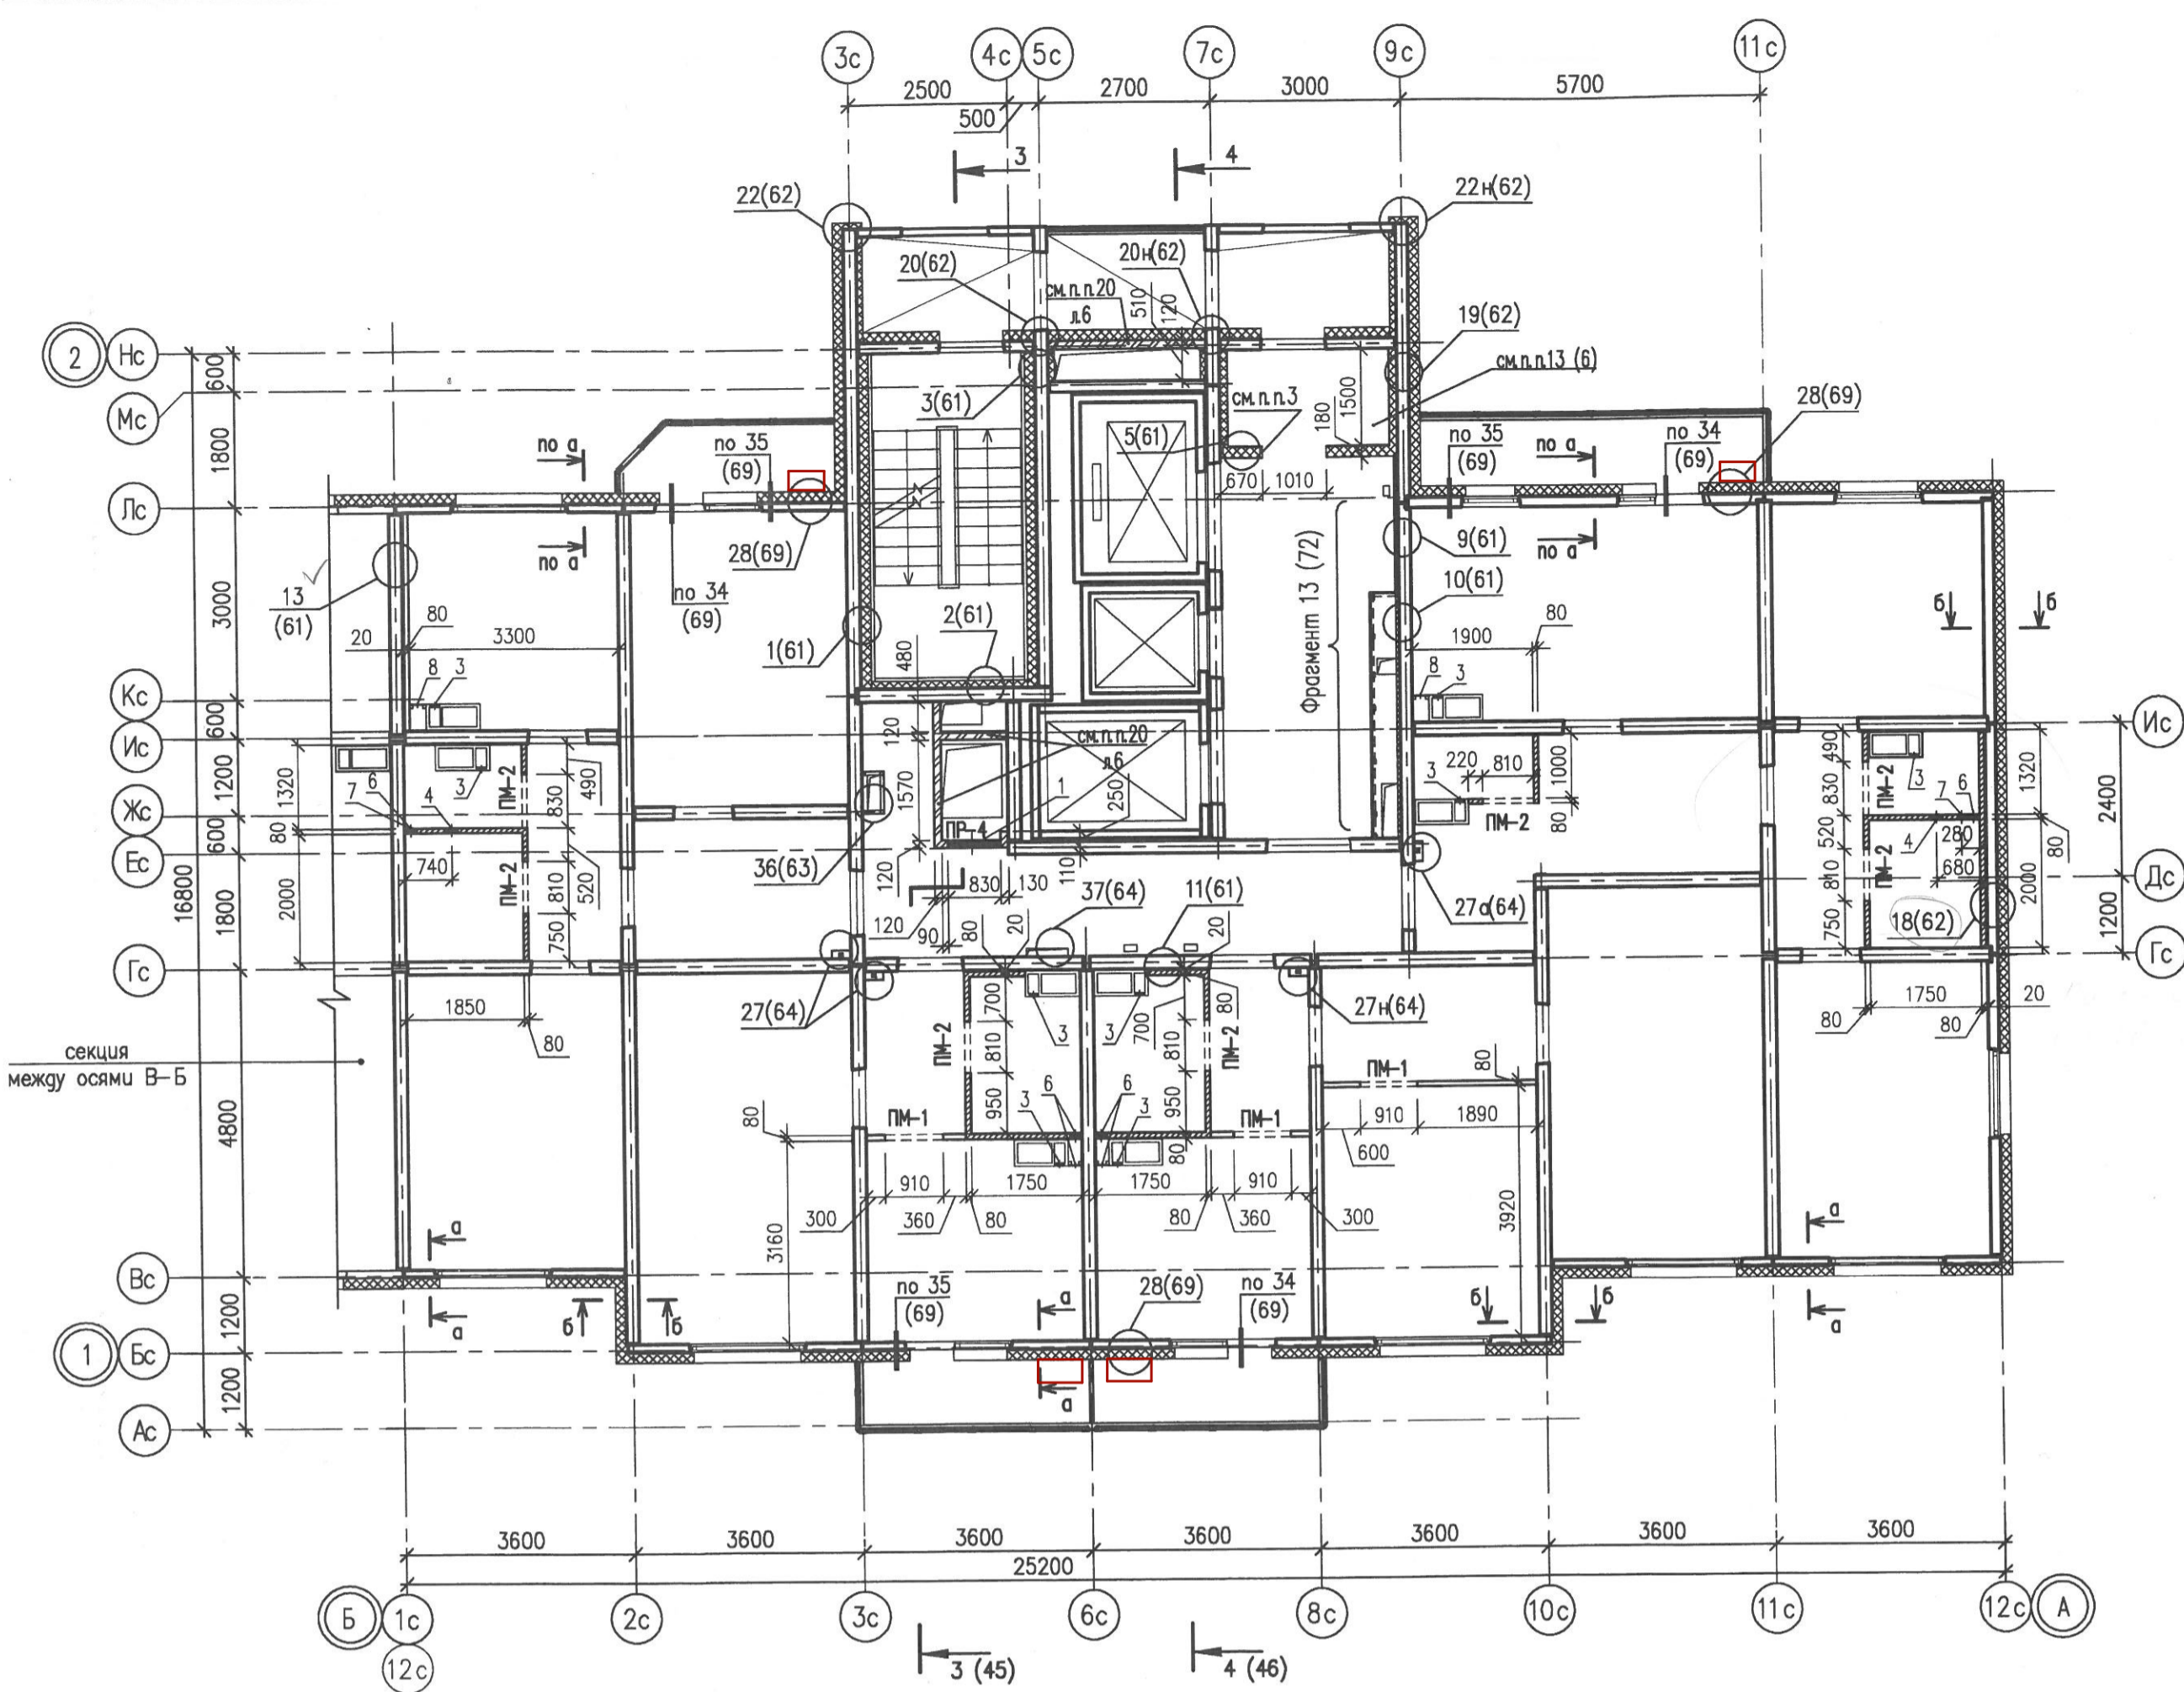 3с 4с 5с 7с 9с 11с
2500 2700 3000 5700
500
3 4
22(62) 22н(62)
20(62) 20н(62)
см.п.п.20
л.6
510
120
19(62)
см.п.п.13 (6)
2 Нс
600
Мс
3(61)
см.п.п.3
180
1500
28(69)
1800
по а
по 35
(69)
5(61)
по 35
(69)
по а
по 34
(69)
670 1010
Лс
по а
28(69)
9(61)
по а
13
(61)
3000
по 34
(69)
Фрагмент 13 (72)
10(61)
б б
20 80 3300
1(61)
2(61)
480
1900 80
8 3
8 3
Кс
600
Ис
120
см.п.п.20
л.6
Ис
1320
1200
7 6 4 3
ПМ-2
490
830
1570
1
250
3 220 810
1000
490
830
ПМ-2
3
7 6
1320
2400
Жс
80
600
ПР-4
ПМ-2
80
4 280
520
80
Ес
740
ПМ-2
810
520
36(63)
120
830 130
110
37(64)
11(61)
27а(64)
ПМ-2
810
680
2000
Дс
16800
2000
1800
750
120
90
80
20
20
750
18(62)
1200
Гс
Гс
1850
80
27(64)
700
3
3
700
80
27н(64)
1750 20
80 80
секция
между осями В-Б
ПМ-2
810
810
ПМ-2
ПМ-1
80
4800
80
ПМ-1
950
3 6 6 3
950
ПМ-1
910 1890
600
80
910 1750 1750 910
300 360 80 80 360 300
3160
3920
а
а
Вс
по 35
(69)
28(69)
по 34
(69)
1200
а
б б
а
б б
а
1 Бс
1200
а
Ас
3600 3600 3600 3600 3600 3600 3600
25200
Б 1с 2с 3с 6с 8с 10с 11с 12с А
12с
3 (45) 4 (46)